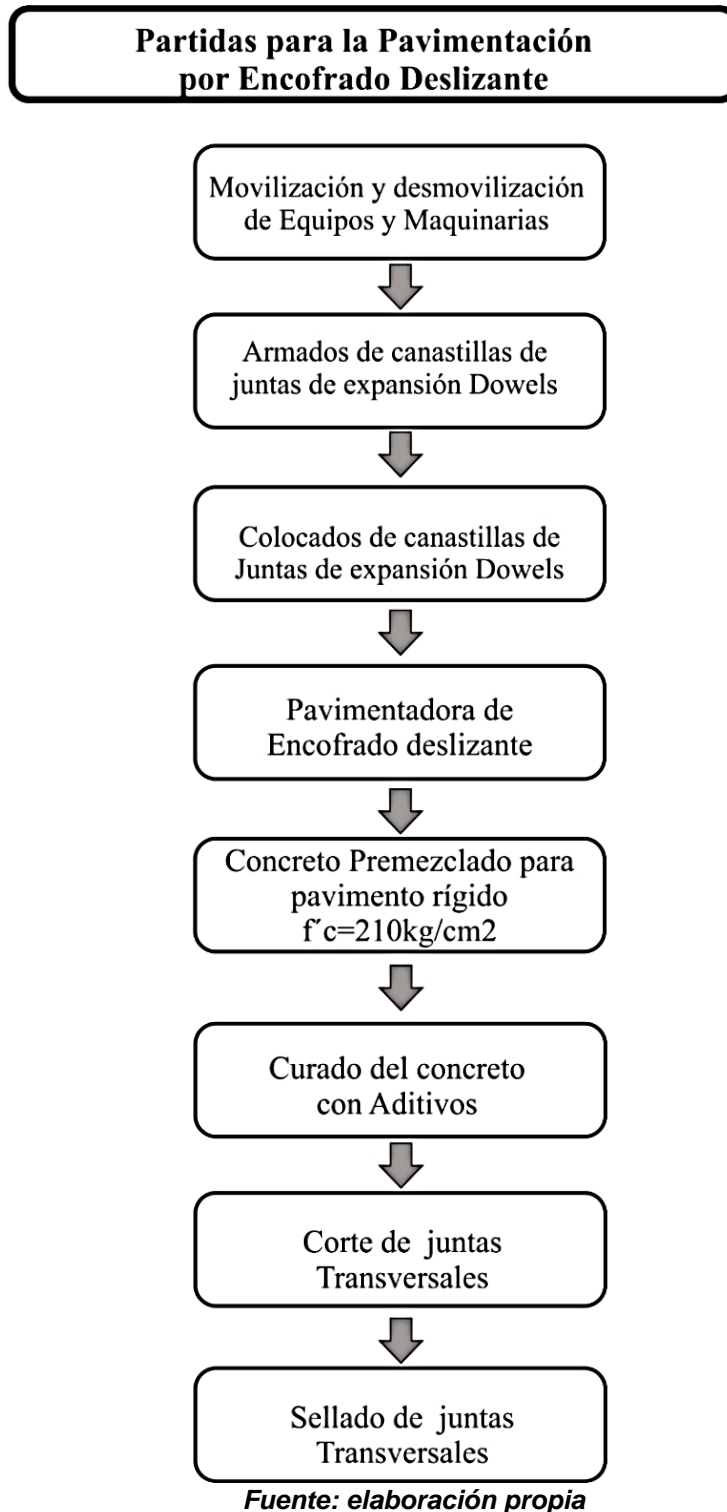 Partidas para la Pavimentación
por Encofrado Deslizante
Movilización y desmovilización
de Equipos y Maquinarias
Armados de canastillas de
juntas de expansión Dowels
Colocados de canastillas de
Juntas de expansión Dowels
Pavimentadora de
Encofrado deslizante
Concreto Premezclado para
pavimento rígido
f´c=210kg/cm2
Curado del concreto
con Aditivos
Corte de juntas
Transversales
Sellado de juntas
Transversales
Fuente: elaboración propia